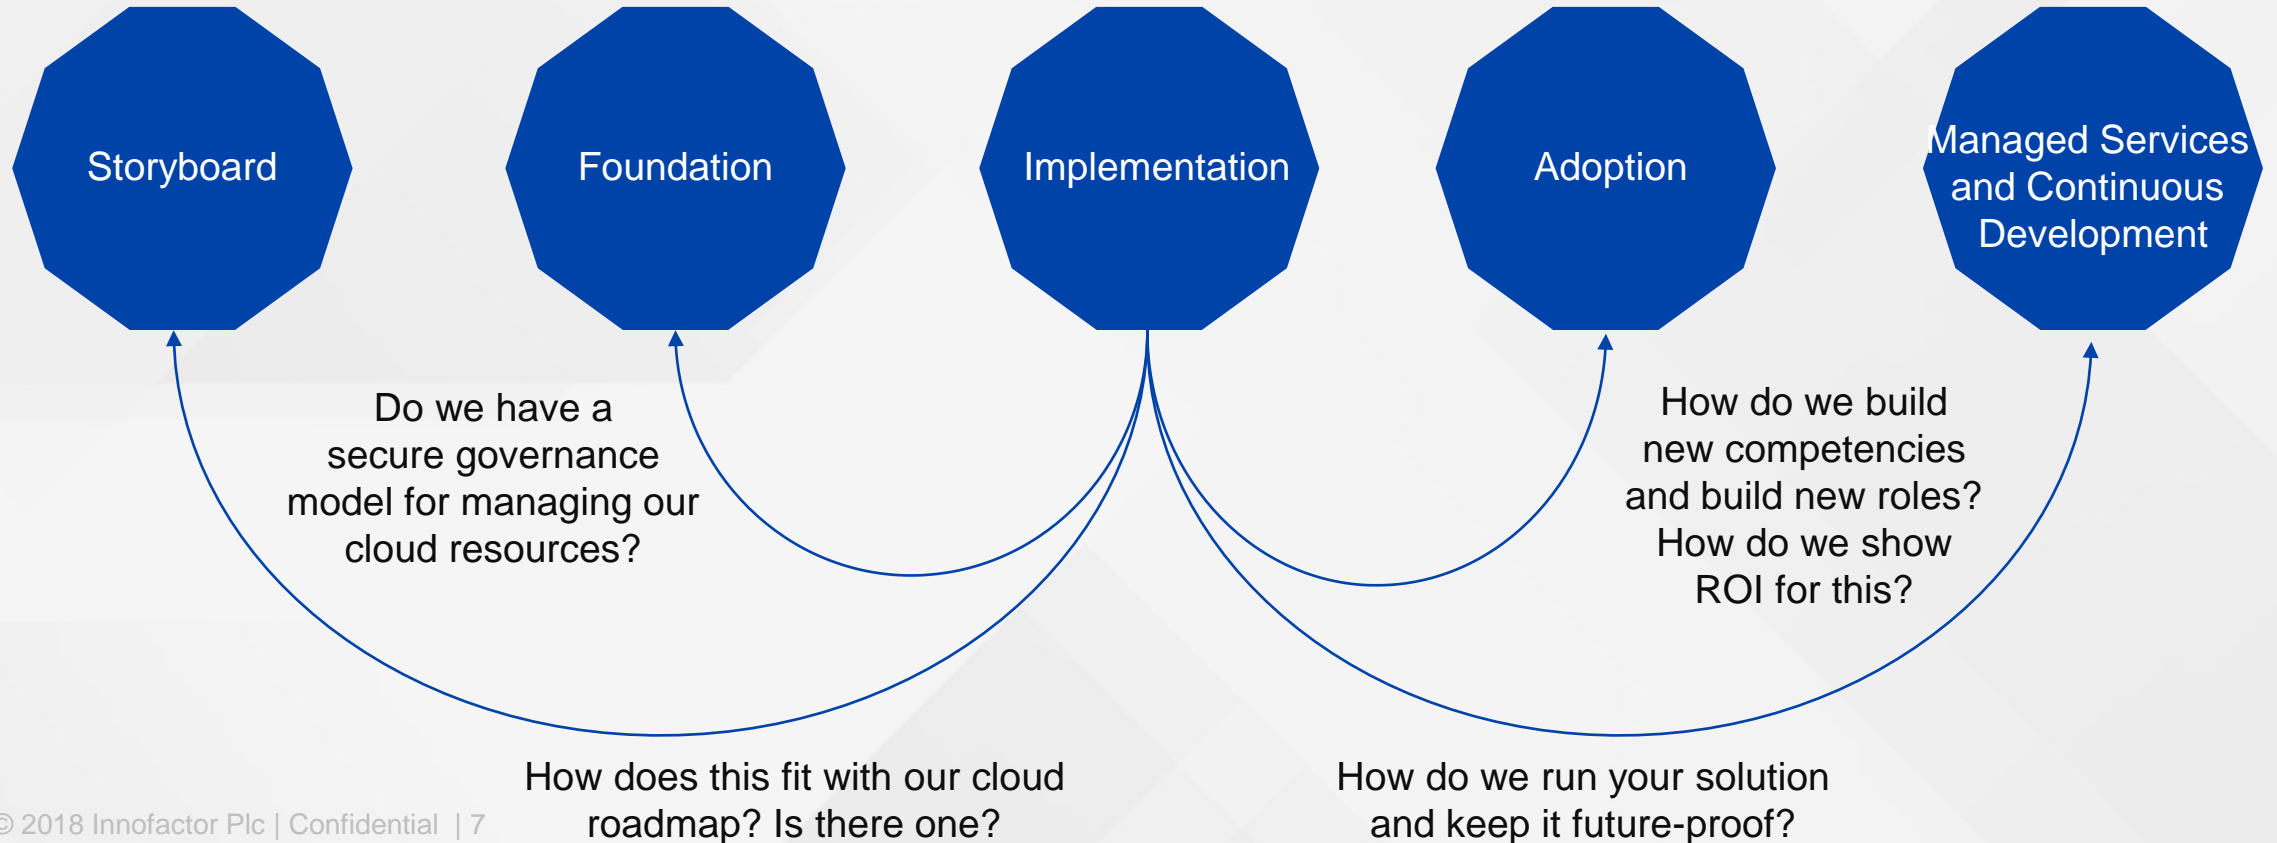 Storyboard
Foundation
Implementation
Adoption
Managed Services
and Continuous
Development
Do we have a
secure governance
model for managing our
cloud resources?
How do we build
new competencies
and build new roles?
How do we show
ROI for this?
How does this fit with our cloud
roadmap? Is there one?
How do we run your solution
and keep it future-proof?
© 2018 Innofactor Plc | Confidential | 7